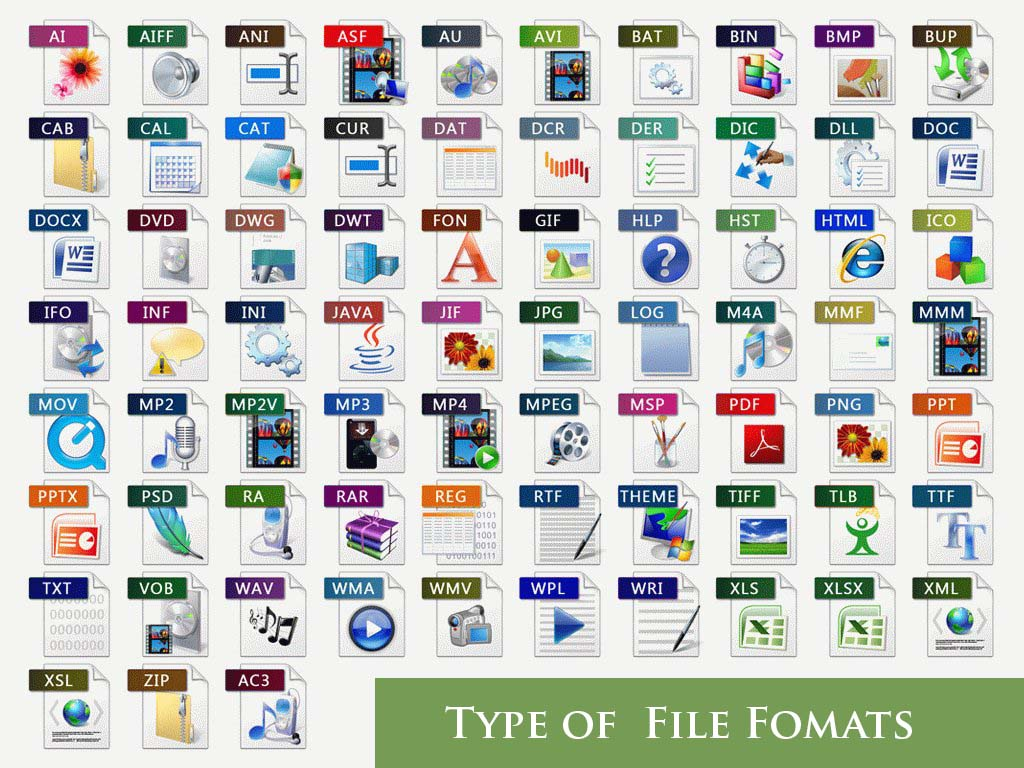 AI AIFF ANI ASF AU AVI BAT BIN BMP BUP
CAB CAL CAT CUR DAT DCR DER DIC DLL DOC
DOCX DVD DWG DWT FON GIF HLP HST HTML ICO
IFO INF INI JAVA JIF JPG LOG M4A MMF MMM
MOV MP2 MP2V MP3 MP4 MPEG MSP PDF PNG PPT
PPTX PSD RA RAR REG RTF THEME TIFF TLB TTF
TXT VOB WAV WMA WMV WPL WRI XLS XLSX XML
XSL ZIP AC3
Type of File Fomats